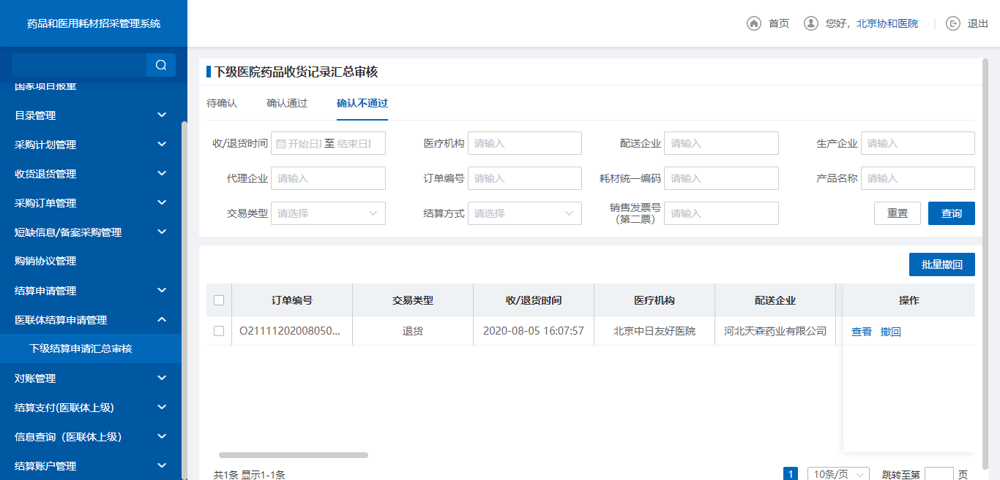 药品和医用耗材招采管理系统
首页
您好，北京协和医院
退出
国家项目报量
目录管理
采购计划管理
收货退货管理
采购订单管理
短缺信息/备案采购管理
购销协议管理
结算申请管理
医联体结算申请管理
下级结算申请汇总审核
对账管理
结算支付(医联体上级)
信息查询（医联体上级）
结算账户管理
下级医院药品收货记录汇总审核
待确认 确认通过 确认不通过
收/退货时间 开始日 至 结束日 医疗机构 请输入 配送企业 请输入 生产企业 请输入
代理企业 请输入 订单编号 请输入 耗材统一编码 请输入 产品名称 请输入
交易类型 请选择 结算方式 请选择 销售发票号（第二票） 请输入 重置 查询
批量撤回
订单编号 交易类型 收/退货时间 医疗机构 配送企业 操作
O21111202008050... 退货 2020-08-05 16:07:57 北京中日友好医院 河北天森药业有限公司 查看 撤回
共1条 显示1-1条 1 10条/页 跳转至第 页